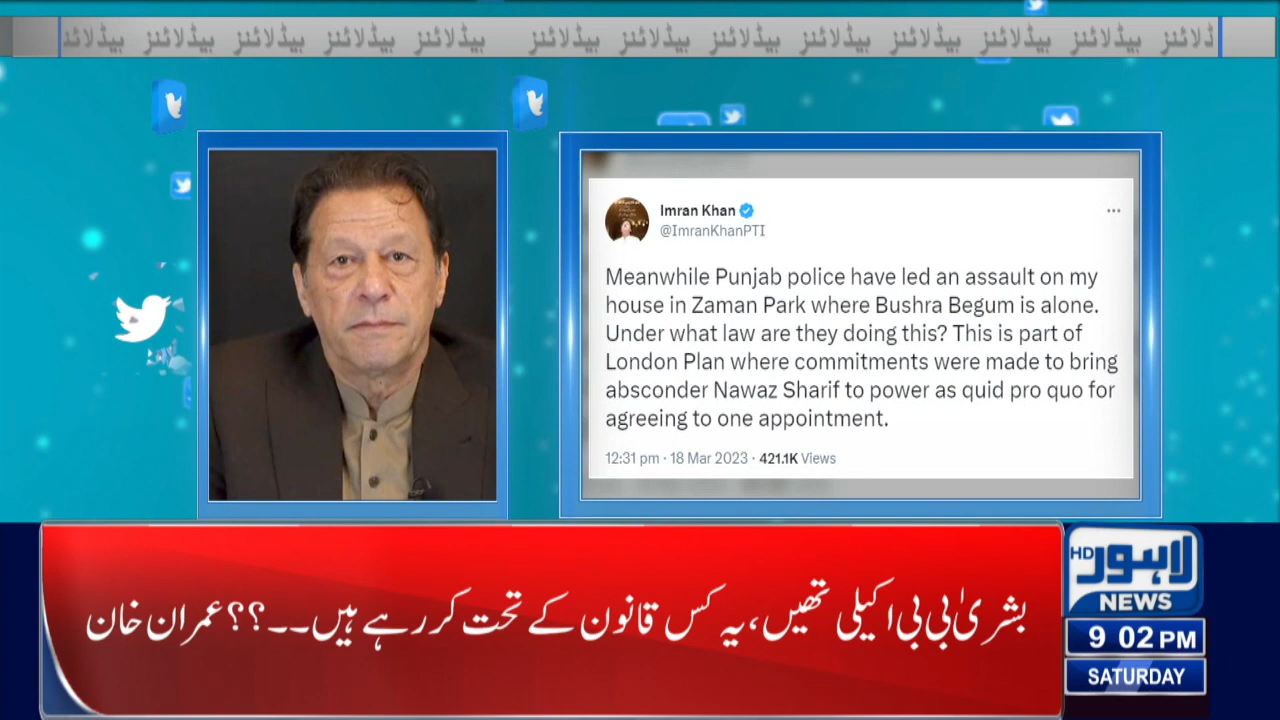 ہیڈلائنز ہیڈلائنز ہیڈلائنز ہیڈلائنز ہیڈلائنز ہیڈلائنز ہیڈلائنز ہیڈلائنز ہیڈلائنز ہیڈلائنز ہیڈلائنز ہیڈلائنز
Imran Khan
@ImranKhanPTI
Meanwhile Punjab police have led an assault on my
house in Zaman Park where Bushra Begum is alone.
Under what law are they doing this? This is part of
London Plan where commitments were made to bring
absconder Nawaz Sharif to power as quid pro quo for
agreeing to one appointment.
12:31 pm · 18 Mar 2023 · 421.1K Views
بشریٰ بی بی اکیلی تھیں، یہ کس قانون کے تحت کر رہے ہیں۔۔۔؟؟ عمران خان
لاہور HD
NEWS
9 02 PM
SATURDAY